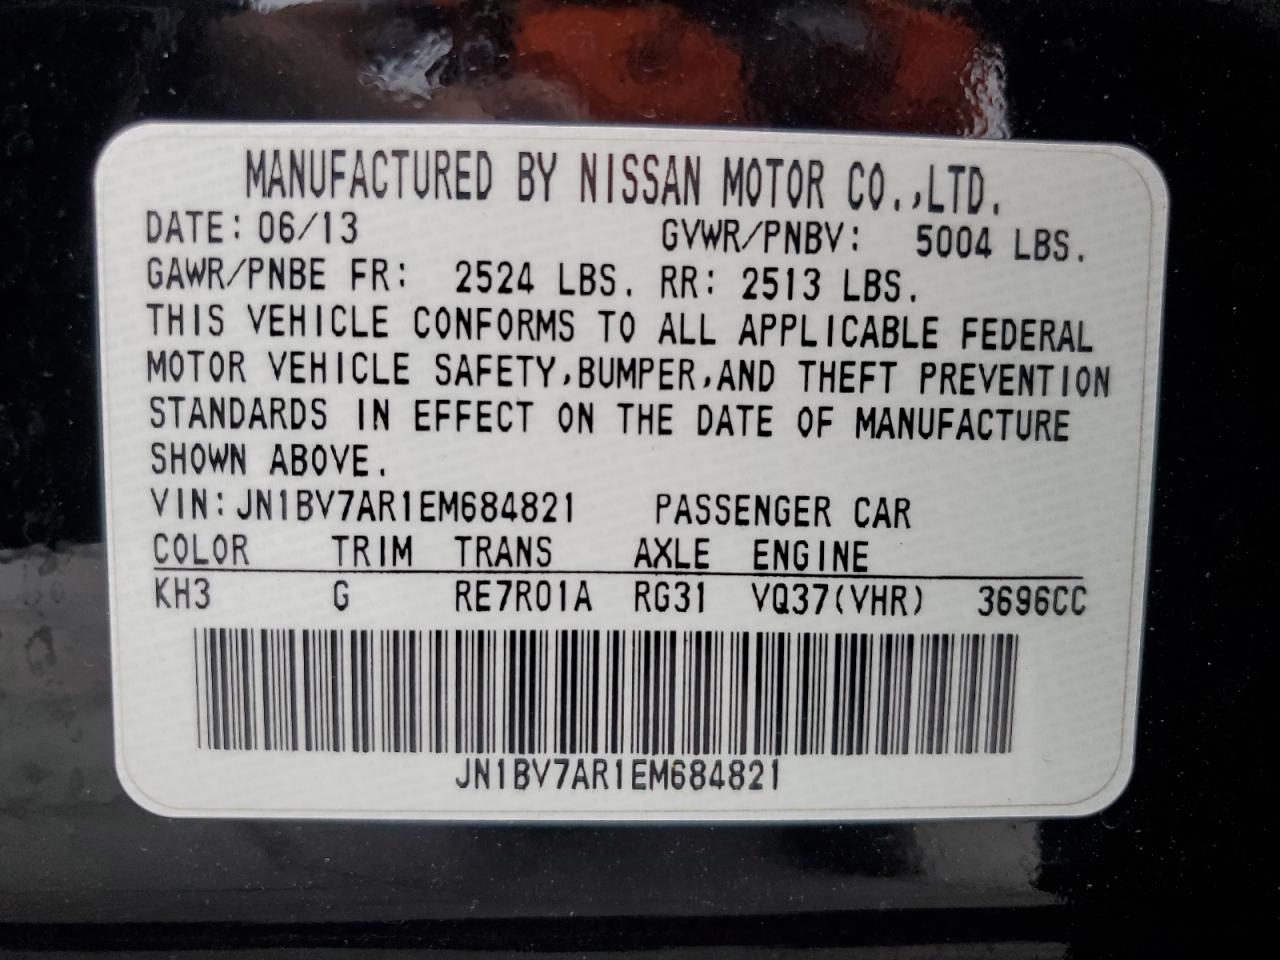 MANUFACTURED BY NISSAN MOTOR CO.,LTD.
DATE: 06/13 GVWR/PNBV: 5004 LBS.
GAWR/PNBE FR: 2524 LBS. RR: 2513 LBS.
THIS VEHICLE CONFORMS TO ALL APPLICABLE FEDERAL
MOTOR VEHICLE SAFETY,BUMPER,AND THEFT PREVENTION
STANDARDS IN EFFECT ON THE DATE OF MANUFACTURE
SHOWN ABOVE.
VIN:JN1BV7AR1EM684821 PASSENGER CAR
COLOR TRIM TRANS AXLE ENGINE
KH3 G RE7R01A RG31 VQ37(VHR) 3696CC
JN1BV7AR1EM684821